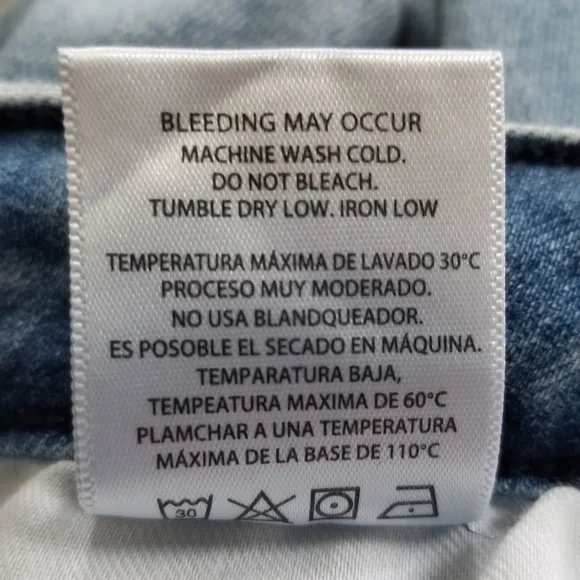 BLEEDING MAY OCCUR
MACHINE WASH COLD.
DO NOT BLEACH.
TUMBLE DRY LOW. IRON LOW
TEMPERATURA MÁXIMA DE LAVADO 30°C
PROCESO MUY MODERADO.
NO USA BLANDQUEADOR.
ES POSOBLE EL SECADO EN MÁQUINA.
TEMPARATURA BAJA,
TEMPEATURA MAXIMA DE 60°C
PLAMCHAR A UNA TEMPERATURA
MÁXIMA DE LA BASE DE 110°C
30